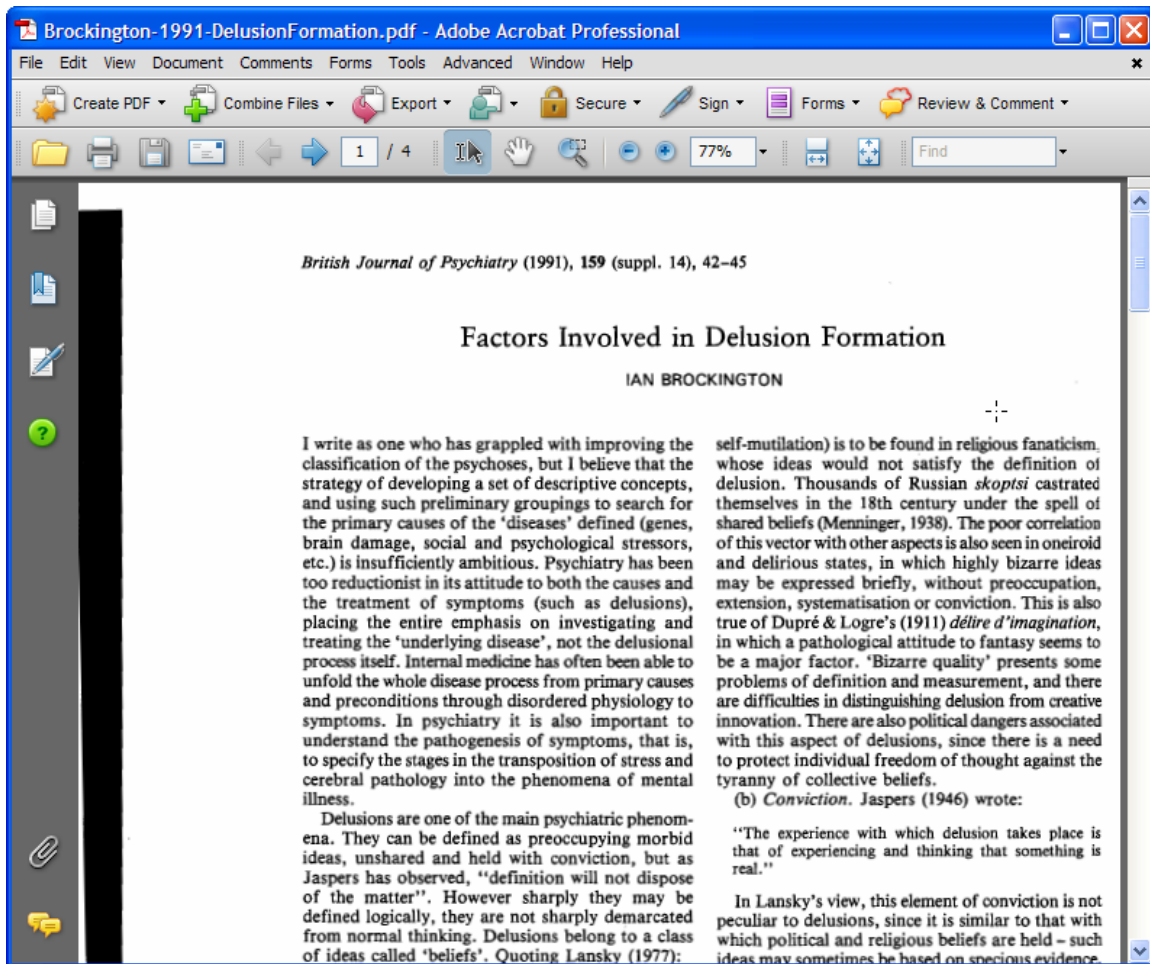 Brockington-1991-DelusionFormation.pdf - Adobe Acrobat Professional
File Edit View Document Comments Forms Tools Advanced Window Help
Create PDF Combine Files Export Secure Sign Forms Review & Comment
1 / 4 77% Find
British Journal of Psychiatry (1991), 159 (suppl. 14), 42–45
Factors Involved in Delusion Formation
IAN BROCKINGTON
I write as one who has grappled with improving the
classification of the psychoses, but I believe that the
strategy of developing a set of descriptive concepts,
and using such preliminary groupings to search for
the primary causes of the ‘diseases’ defined (genes,
brain damage, social and psychological stressors,
etc.) is insufficiently ambitious. Psychiatry has been
too reductionist in its attitude to both the causes and
the treatment of symptoms (such as delusions),
placing the entire emphasis on investigating and
treating the ‘underlying disease’, not the delusional
process itself. Internal medicine has often been able to
unfold the whole disease process from primary causes
and preconditions through disordered physiology to
symptoms. In psychiatry it is also important to
understand the pathogenesis of symptoms, that is,
to specify the stages in the transposition of stress and
cerebral pathology into the phenomena of mental
illness.
Delusions are one of the main psychiatric phenom-
ena. They can be defined as preoccupying morbid
ideas, unshared and held with conviction, but as
Jaspers has observed, “definition will not dispose
of the matter”. However sharply they may be
defined logically, they are not sharply demarcated
from normal thinking. Delusions belong to a class
of ideas called ‘beliefs’. Quoting Lansky (1977):
self-mutilation) is to be found in religious fanaticism,
whose ideas would not satisfy the definition of
delusion. Thousands of Russian skoptsi castrated
themselves in the 18th century under the spell of
shared beliefs (Menninger, 1938). The poor correlation
of this vector with other aspects is also seen in oneiroid
and delirious states, in which highly bizarre ideas
may be expressed briefly, without preoccupation,
extension, systematisation or conviction. This is also
true of Dupré & Logre’s (1911) délire d’imagination,
in which a pathological attitude to fantasy seems to
be a major factor. ‘Bizarre quality’ presents some
problems of definition and measurement, and there
are difficulties in distinguishing delusion from creative
innovation. There are also political dangers associated
with this aspect of delusions, since there is a need
to protect individual freedom of thought against the
tyranny of collective beliefs.
(b) Conviction. Jaspers (1946) wrote:
“The experience with which delusion takes place is
that of experiencing and thinking that something is
real.”
In Lansky’s view, this element of conviction is not
peculiar to delusions, since it is similar to that with
which political and religious beliefs are held – such
ideas may sometimes be based on specious evidence,